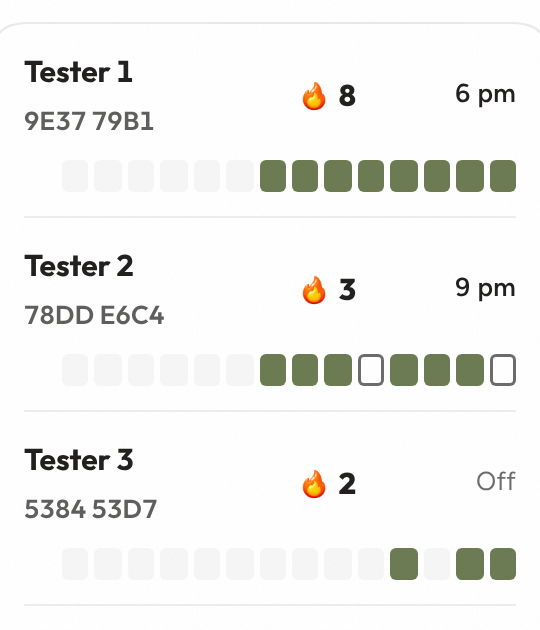 Tester 1
🔥 8
6 pm
9E37 79B1
Tester 2
🔥 3
9 pm
78DD E6C4
Tester 3
🔥 2
Off
5384 53D7